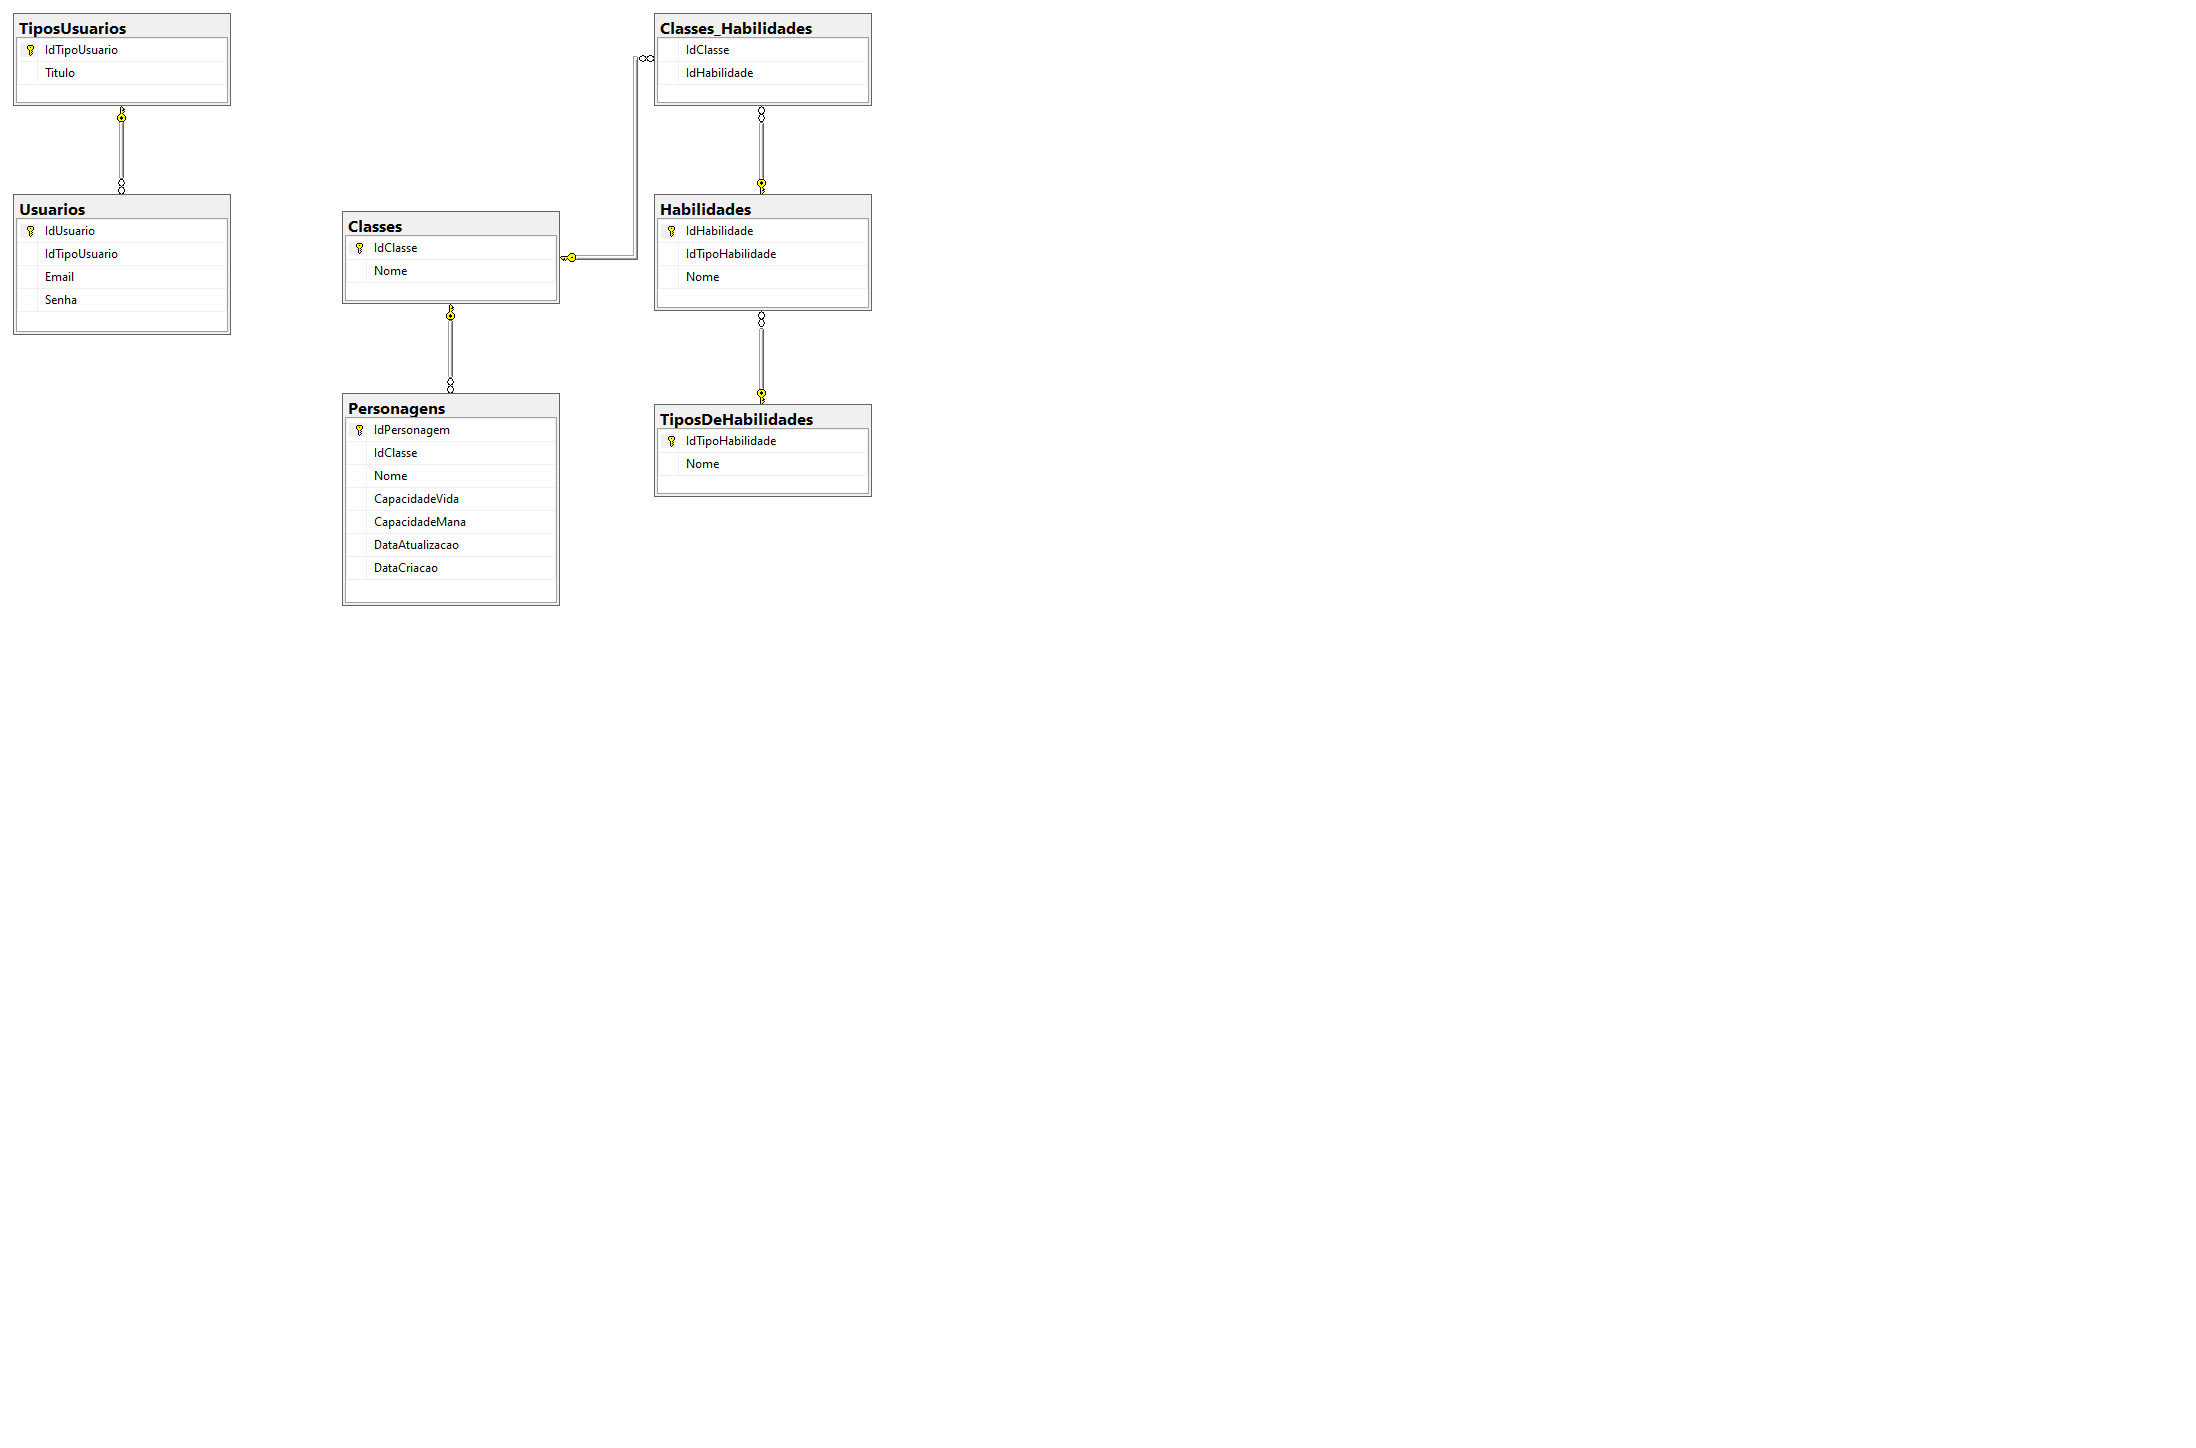 TiposUsuarios
IdTipoUsuario
Titulo
Usuarios
IdUsuario
IdTipoUsuario
Email
Senha
Classes
IdClasse
Nome
Personagens
IdPersonagem
IdClasse
Nome
CapacidadeVida
CapacidadeMana
DataAtualizacao
DataCriacao
Classes_Habilidades
IdClasse
IdHabilidade
Habilidades
IdHabilidade
IdTipoHabilidade
Nome
TiposDeHabilidades
IdTipoHabilidade
Nome